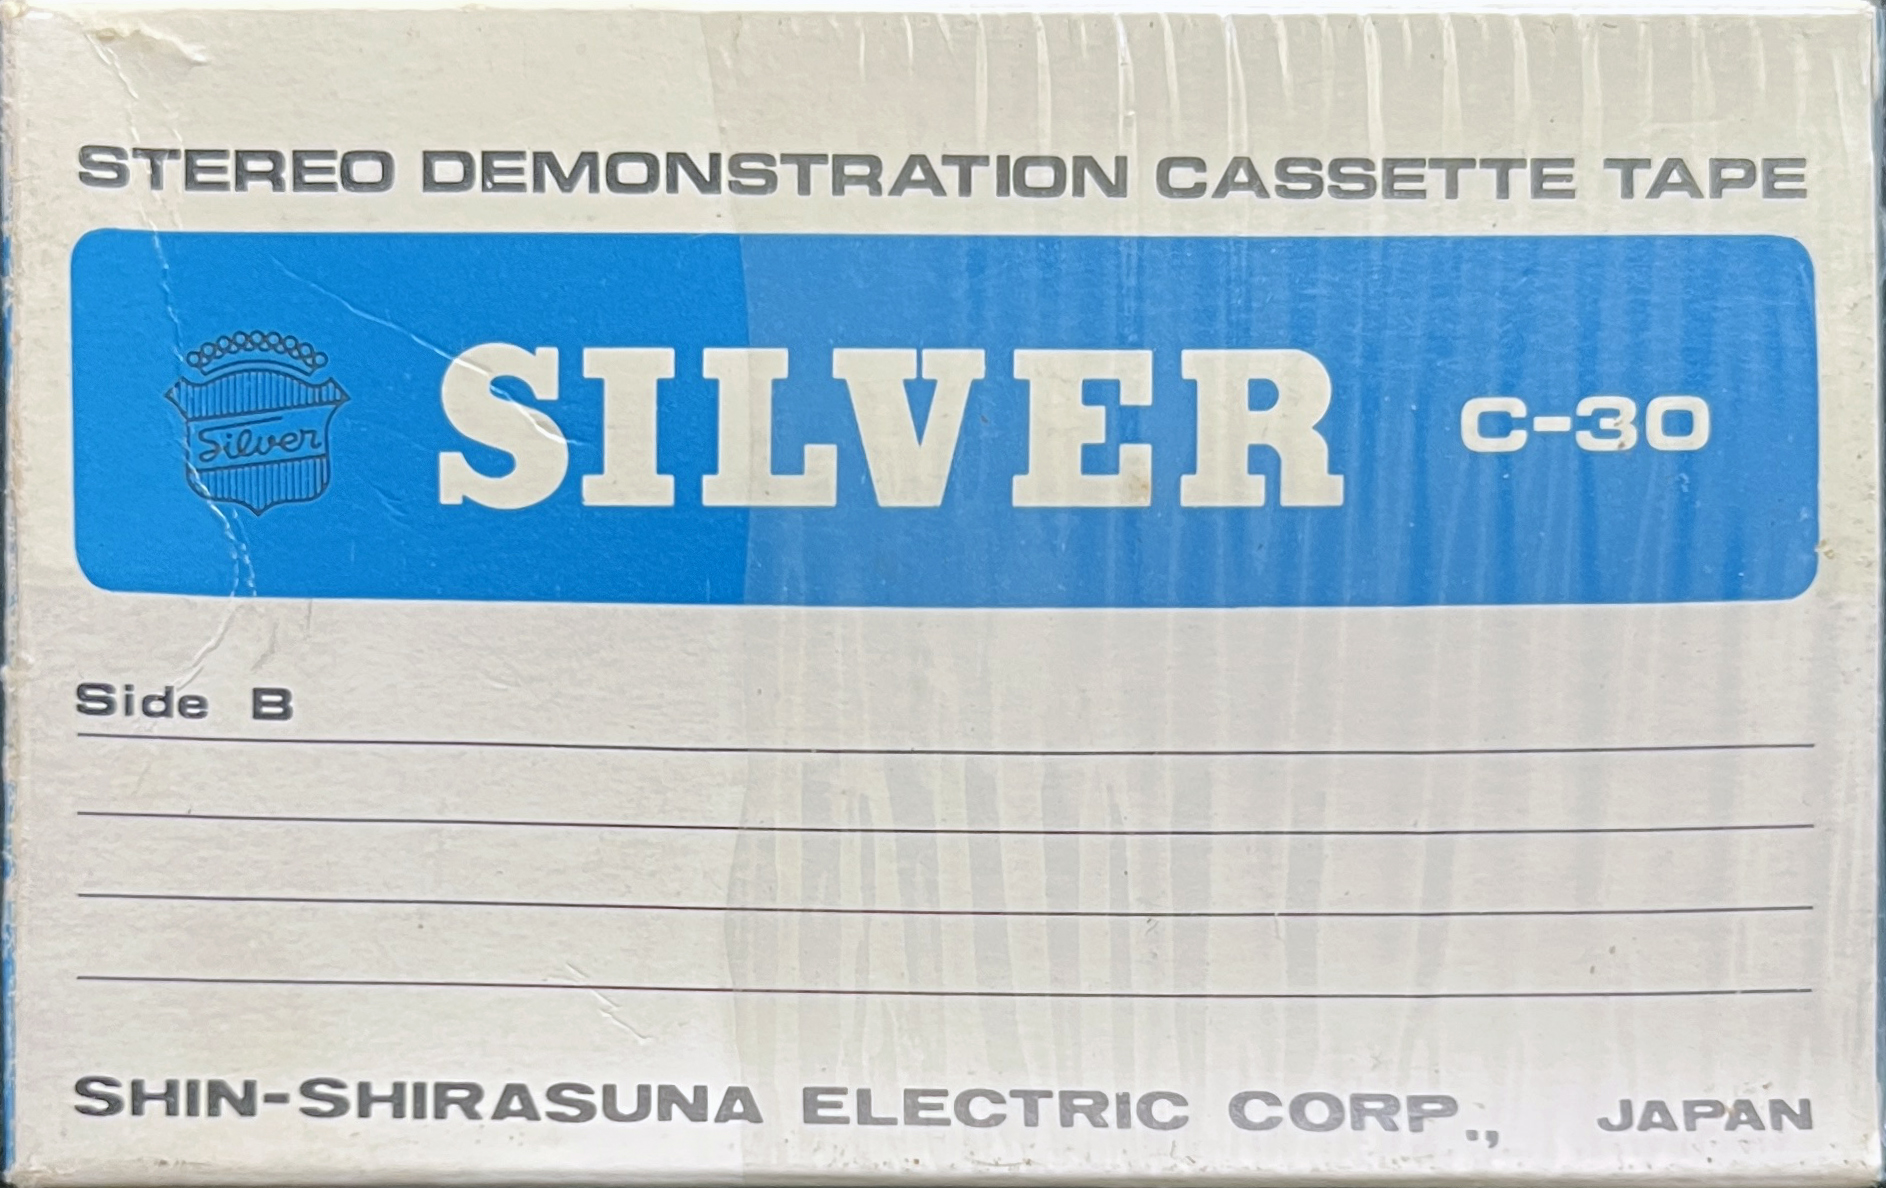 STEREO DEMONSTRATION CASSETTE TAPE
Silver
SILVER C-30
Side B
SHIN-SHIRASUNA ELECTRIC CORP., JAPAN